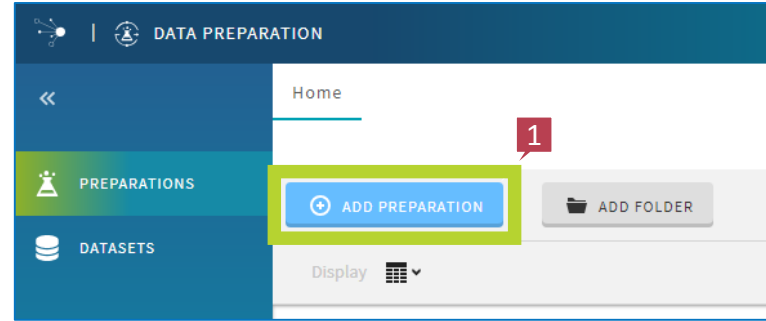 DATA PREPARATION
Home
1
PREPARATIONS
ADD PREPARATION
ADD FOLDER
DATASETS
Display